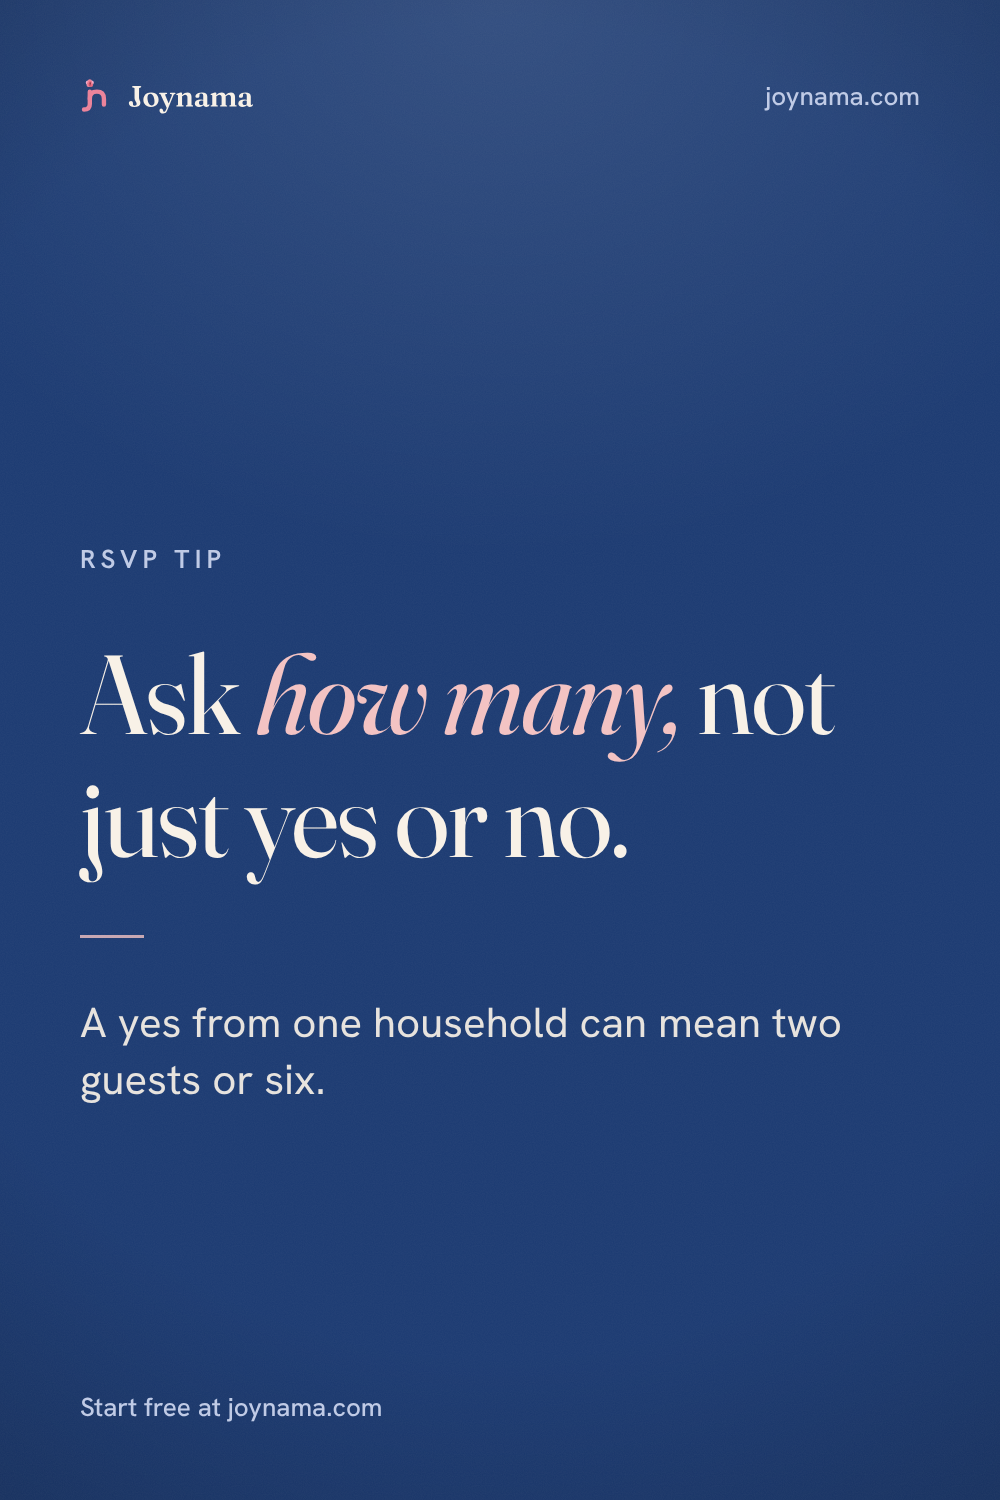 Joynama
joynama.com
RSVP TIP
Ask how many, not
just yes or no.
A yes from one household can mean two
guests or six.
Start free at joynama.com